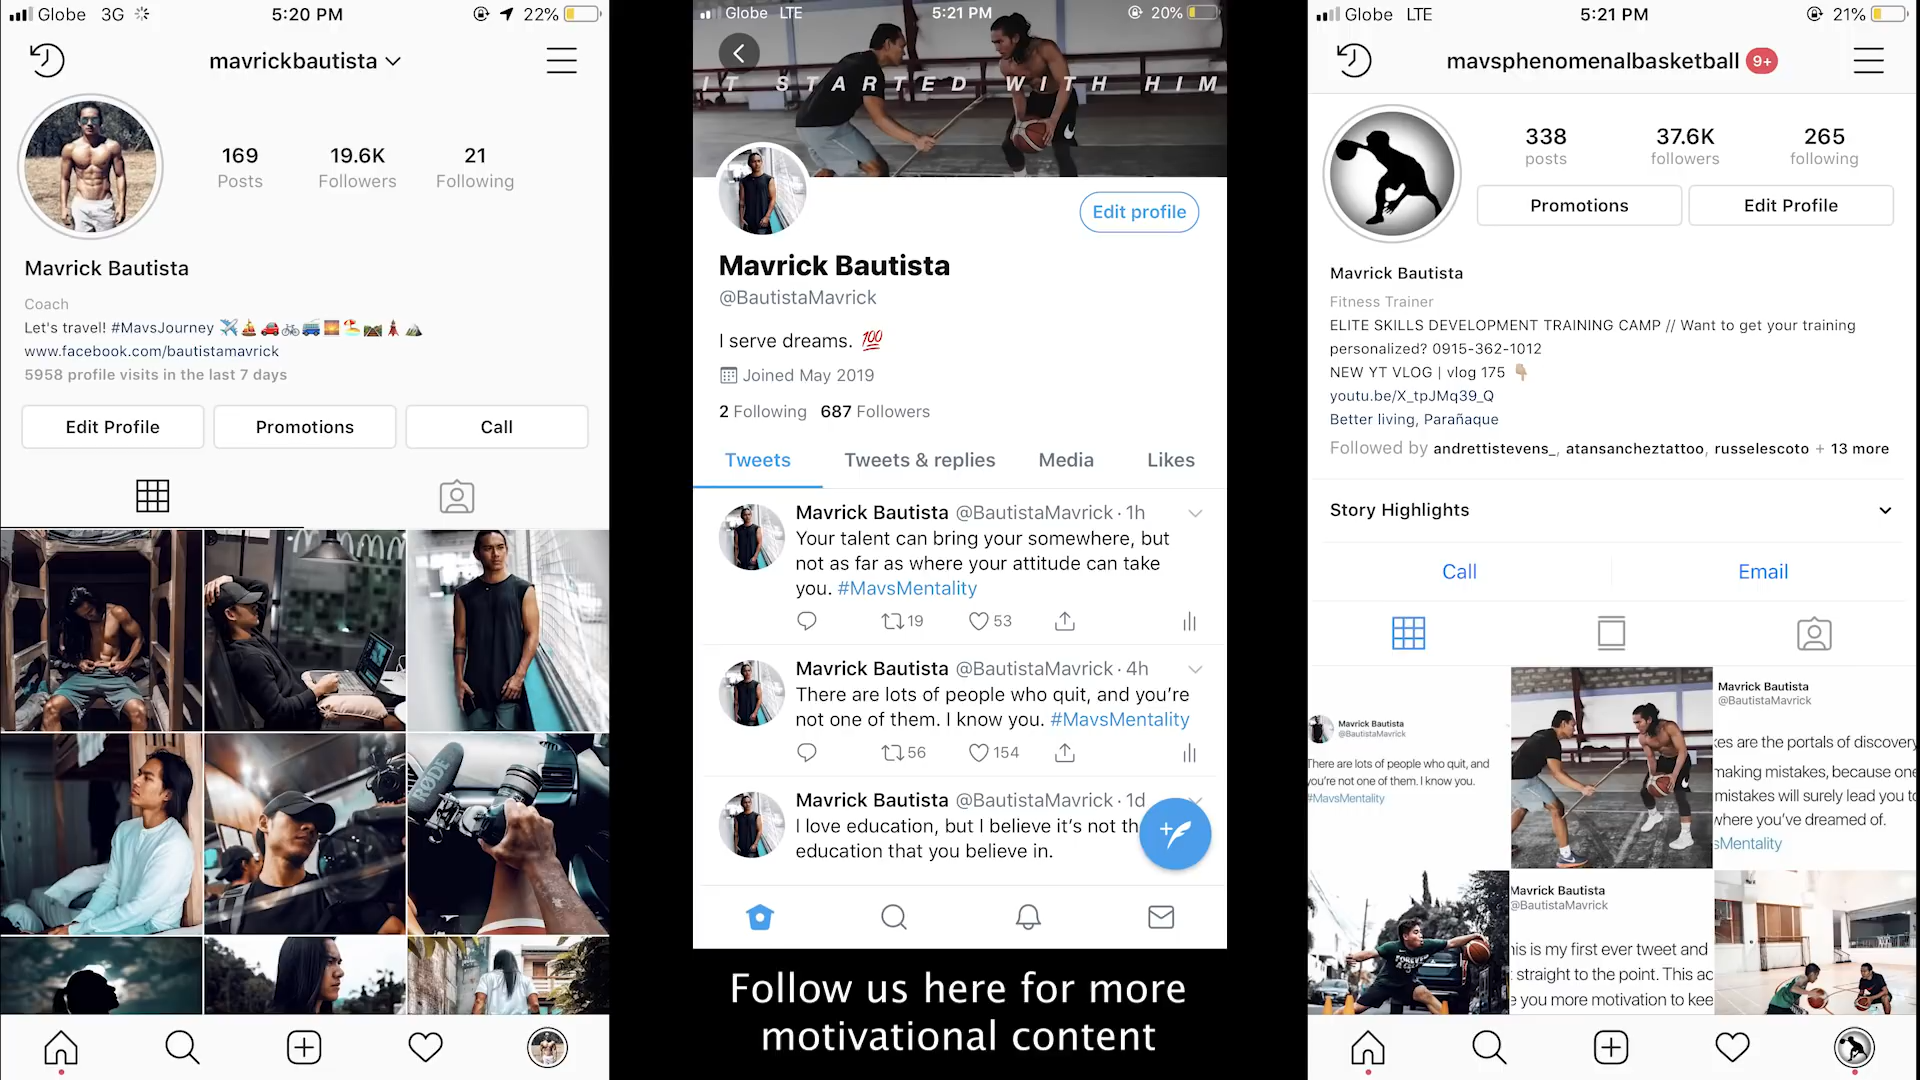 Globe 3G 5:20 PM 22%
mavrickbautista
169 19.6K 21
Posts Followers Following
Mavrick Bautista
Coach
Let's travel! #MavsJourney ✈️⛵🚗🚲🚐🌅🏖️🛤️🗼🏔️
www.facebook.com/bautistamavrick
5958 profile visits in the last 7 days
Edit Profile Promotions Call
RØDE
Globe LTE 5:21 PM 20%
IT STARTED WITH HIM
Edit profile
Mavrick Bautista
@BautistaMavrick
I serve dreams. 💯
Joined May 2019
2 Following 687 Followers
Tweets Tweets & replies Media Likes
Mavrick Bautista @BautistaMavrick · 1h
Your talent can bring your somewhere, but
not as far as where your attitude can take
you. #MavsMentality
19 53
Mavrick Bautista @BautistaMavrick · 4h
There are lots of people who quit, and you're
not one of them. I know you. #MavsMentality
56 154
Mavrick Bautista @BautistaMavrick · 1d
I love education, but I believe it's not th
education that you believe in.
Follow us here for more
motivational content
Globe LTE 5:21 PM 21%
mavsphenomenalbasketball 9+
338 37.6K 265
posts followers following
Promotions Edit Profile
Mavrick Bautista
Fitness Trainer
ELITE SKILLS DEVELOPMENT TRAINING CAMP // Want to get your training
personalized? 0915-362-1012
NEW YT VLOG | vlog 175 👇🏼
youtu.be/X_tpJMq39_Q
Better living, Parañaque
Followed by andrettistevens_, atansancheztattoo, russelescoto + 13 more
Story Highlights
Call Email
Mavrick Bautista
@BautistaMavrick
There are lots of people who quit, and
you're not one of them. I know you.
#MavsMentality
Mavrick Bautista
@BautistaMavrick
kes are the portals of discovery
making mistakes, because one
mistakes will surely lead you to
where you've dreamed of.
sMentality
Mavrick Bautista
@BautistaMavrick
his is my first ever tweet and
straight to the point. This ac
e you more motivation to kee